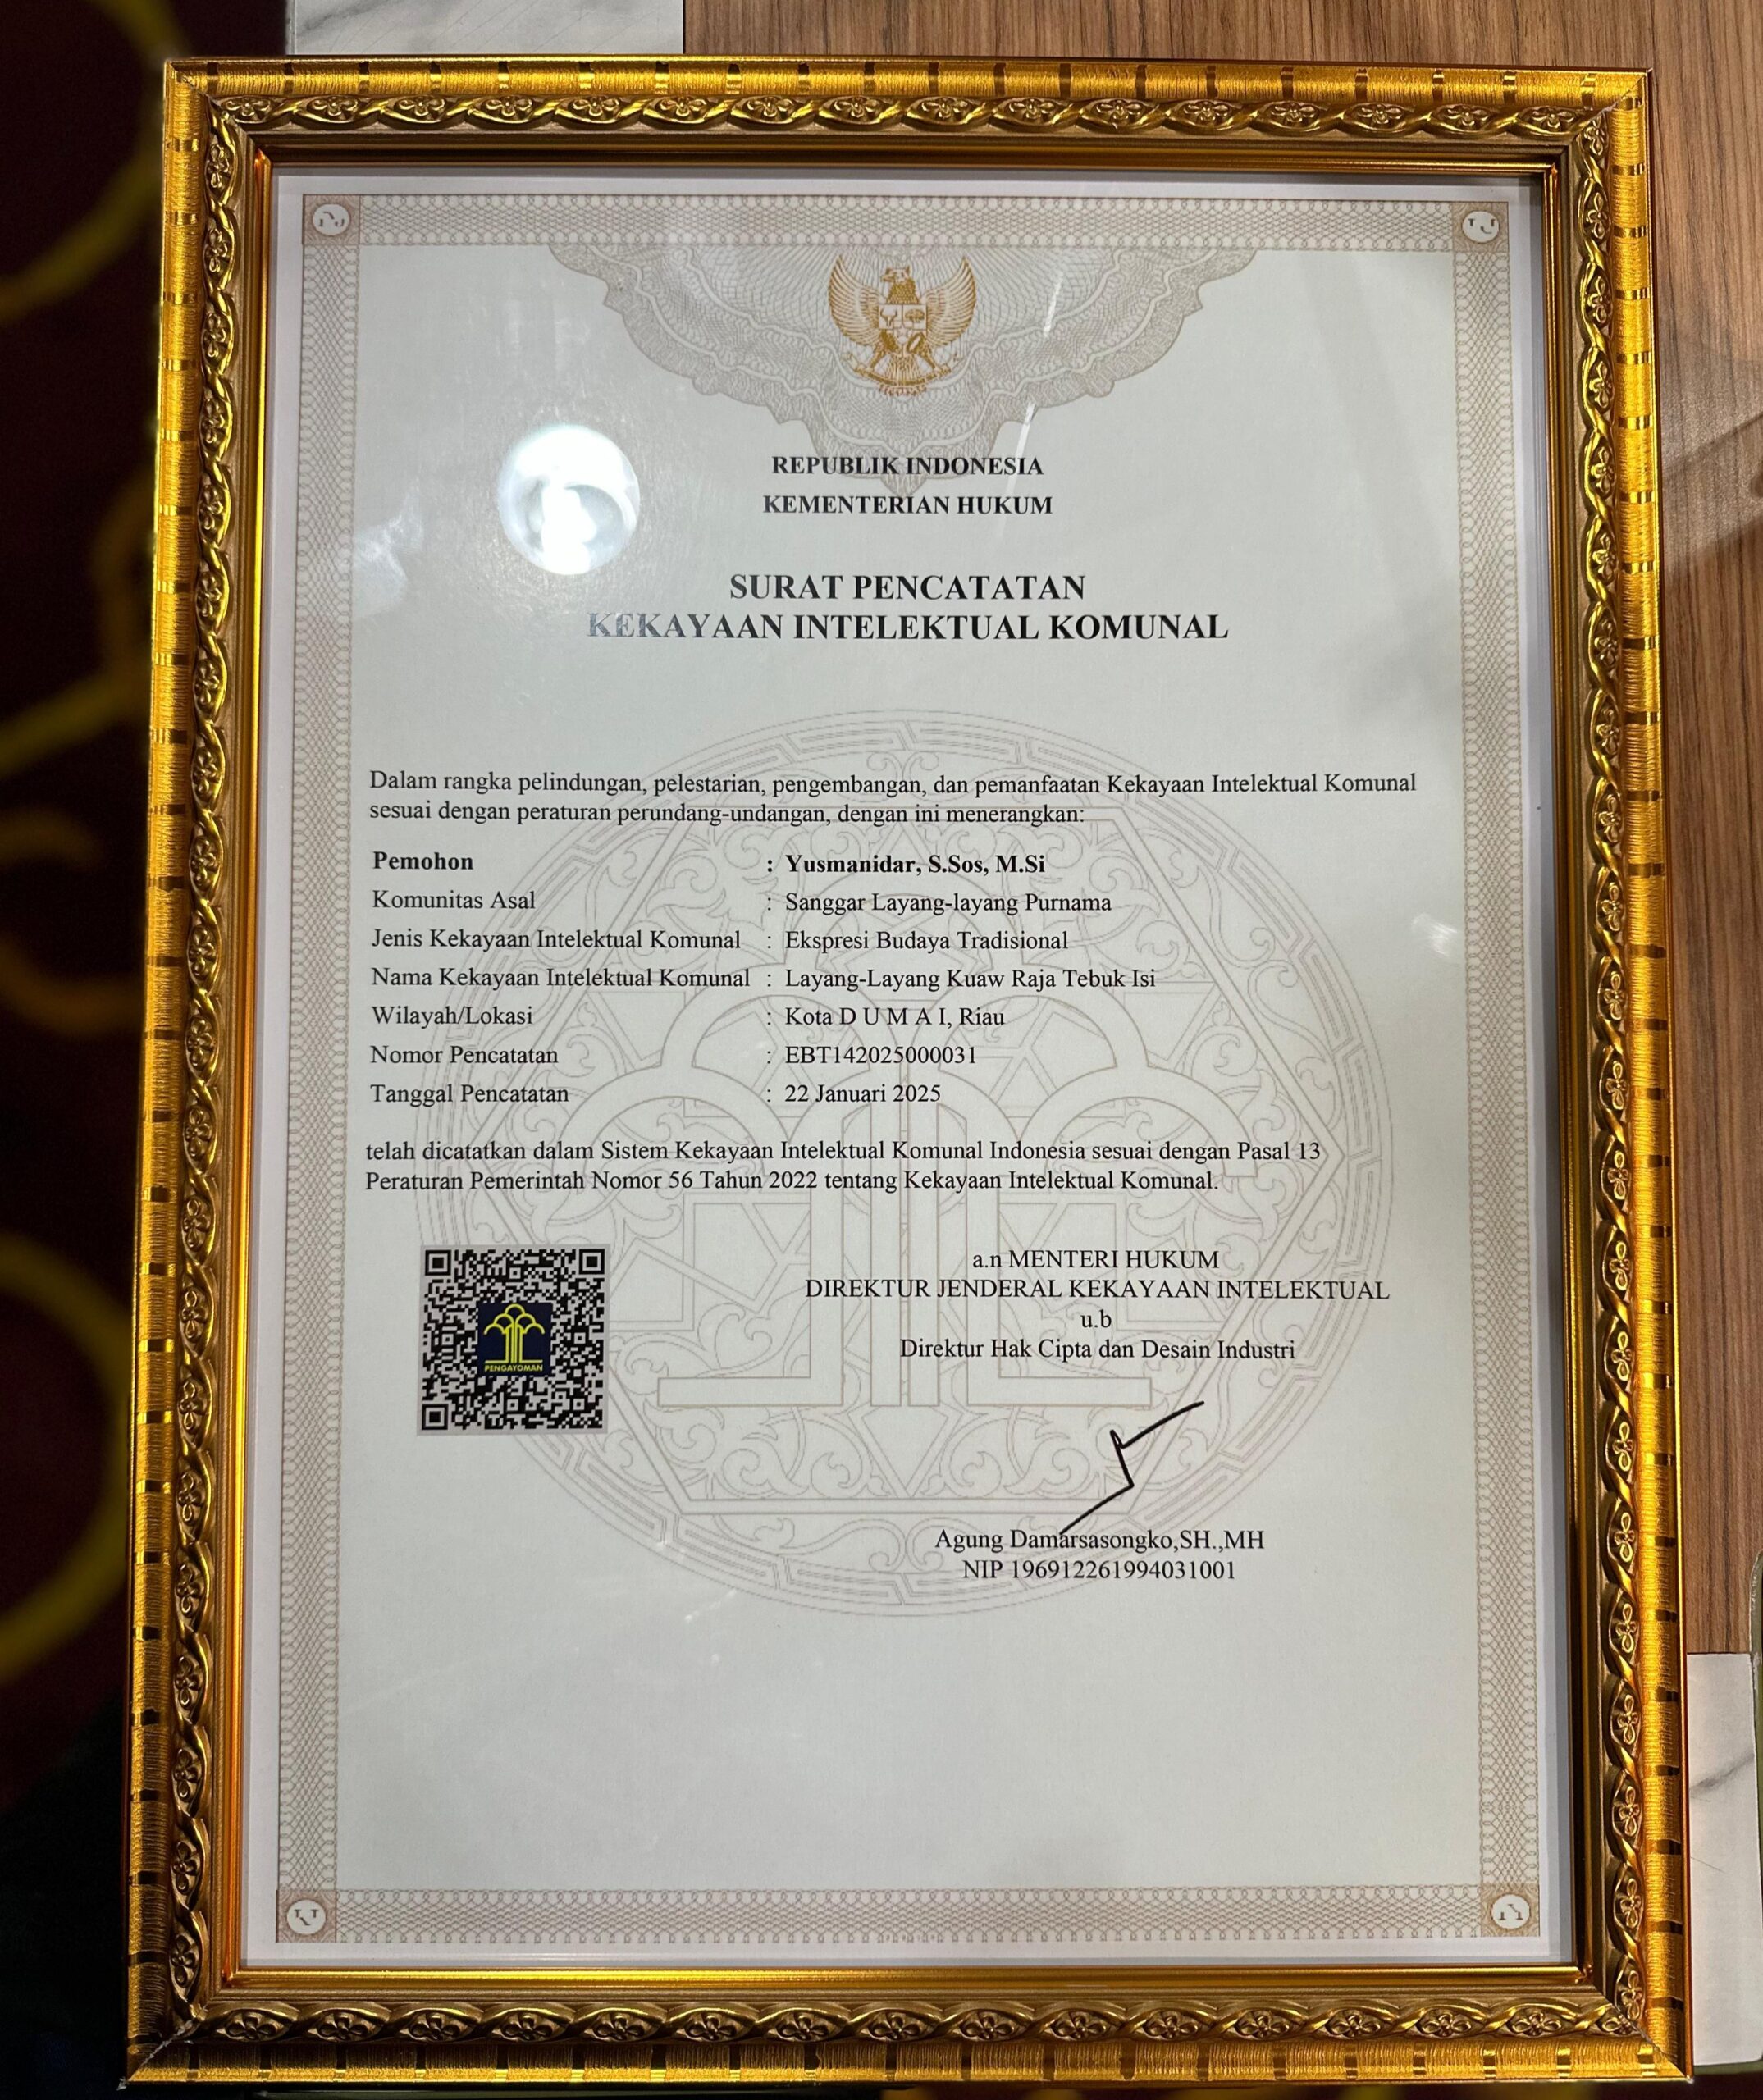 REPUBLIK INDONESIA
KEMENTERIAN HUKUM
SURAT PENCATATAN
KEKAYAAN INTELEKTUAL KOMUNAL
Dalam rangka pelindungan, pelestarian, pengembangan, dan pemanfaatan Kekayaan Intelektual Komunal
sesuai dengan peraturan perundang-undangan, dengan ini menerangkan:
Pemohon : Yusmanidar, S.Sos, M.Si
Komunitas Asal : Sanggar Layang-layang Purnama
Jenis Kekayaan Intelektual Komunal : Ekspresi Budaya Tradisional
Nama Kekayaan Intelektual Komunal : Layang-Layang Kuaw Raja Tebuk Isi
Wilayah/Lokasi : Kota D U M A I, Riau
Nomor Pencatatan : EBT142025000031
Tanggal Pencatatan : 22 Januari 2025
telah dicatatkan dalam Sistem Kekayaan Intelektual Komunal Indonesia sesuai dengan Pasal 13
Peraturan Pemerintah Nomor 56 Tahun 2022 tentang Kekayaan Intelektual Komunal.
a.n MENTERI HUKUM
DIREKTUR JENDERAL KEKAYAAN INTELEKTUAL
u.b
Direktur Hak Cipta dan Desain Industri
PENGAYOMAN
Agung Damarsasongko,SH.,MH
NIP 196912261994031001